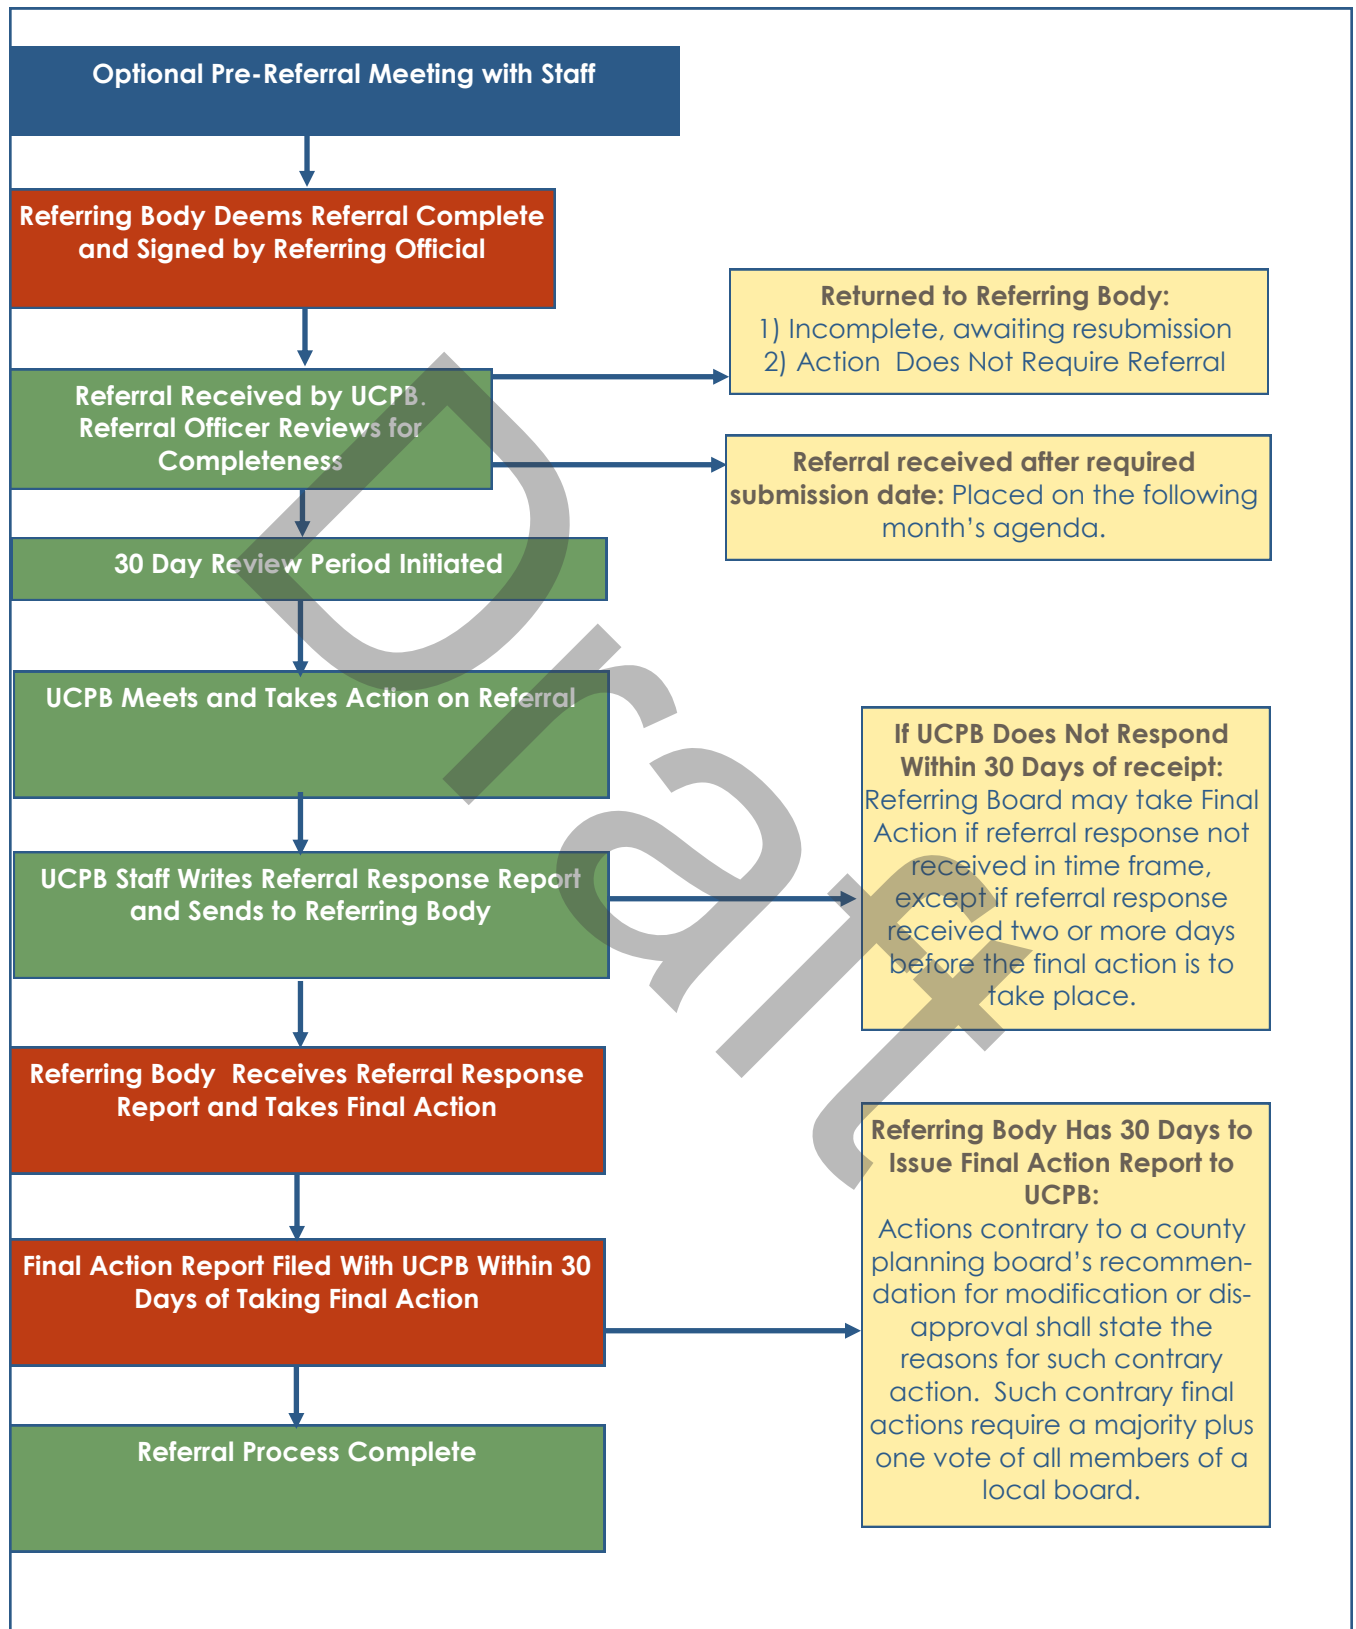 Optional Pre-Referral Meeting with Staff
Referring Body Deems Referral Complete
and Signed by Referring Official
Returned to Referring Body:
1) Incomplete, awaiting resubmission
2) Action  Does Not Require Referral
Referral Received by UCPB.
Referral Officer Reviews for
Completeness
Referral received after required
submission date: Placed on the following
month’s agenda.
30 Day Review Period Initiated
UCPB Meets and Takes Action on Referral
If UCPB Does Not Respond
Within 30 Days of receipt:
Referring Board may take Final
Action if referral response not
received in time frame,
except if referral response
received two or more days
before the final action is to
take place.
UCPB Staff Writes Referral Response Report
and Sends to Referring Body
Referring Body  Receives Referral Response
Report and Takes Final Action
Referring Body Has 30 Days to
Issue Final Action Report to
UCPB:
Actions contrary to a county
planning board’s recommen-
dation for modification or dis-
approval shall state the
reasons for such contrary
action.  Such contrary final
actions require a majority plus
one vote of all members of a
local board.
Final Action Report Filed With UCPB Within 30
Days of Taking Final Action
Referral Process Complete
Draft